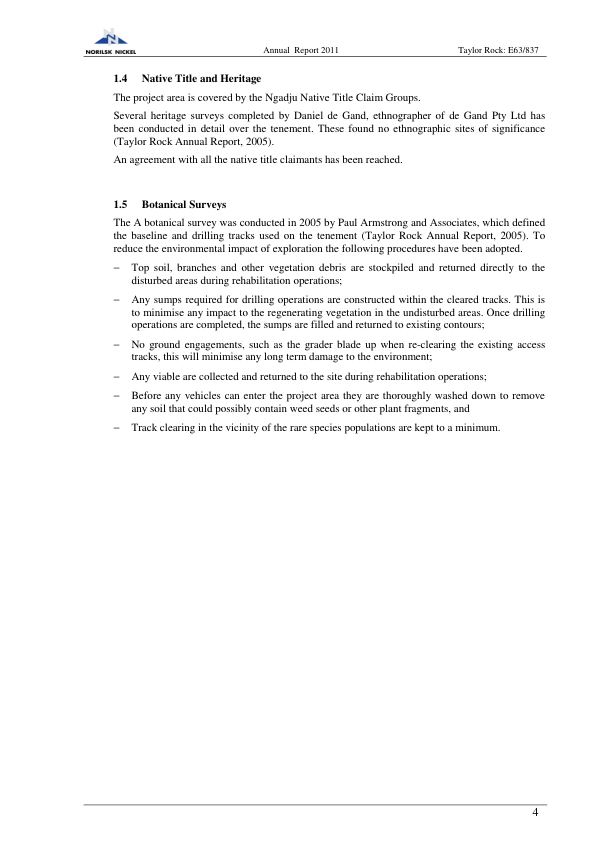 NORILSK NICKEL
Annual Report 2011
Taylor Rock: E63/837
1.4 Native Title and Heritage
The project area is covered by the Ngadju Native Title Claim Groups.
Several heritage surveys completed by Daniel de Gand, ethnographer of de Gand Pty Ltd has
been conducted in detail over the tenement. These found no ethnographic sites of significance
(Taylor Rock Annual Report, 2005).
An agreement with all the native title claimants has been reached.
1.5 Botanical Surveys
The A botanical survey was conducted in 2005 by Paul Armstrong and Associates, which defined
the baseline and drilling tracks used on the tenement (Taylor Rock Annual Report, 2005). To
reduce the environmental impact of exploration the following procedures have been adopted.
– Top soil, branches and other vegetation debris are stockpiled and returned directly to the
disturbed areas during rehabilitation operations;
– Any sumps required for drilling operations are constructed within the cleared tracks. This is
to minimise any impact to the regenerating vegetation in the undisturbed areas. Once drilling
operations are completed, the sumps are filled and returned to existing contours;
– No ground engagements, such as the grader blade up when re-clearing the existing access
tracks, this will minimise any long term damage to the environment;
– Any viable are collected and returned to the site during rehabilitation operations;
– Before any vehicles can enter the project area they are thoroughly washed down to remove
any soil that could possibly contain weed seeds or other plant fragments, and
– Track clearing in the vicinity of the rare species populations are kept to a minimum.
4